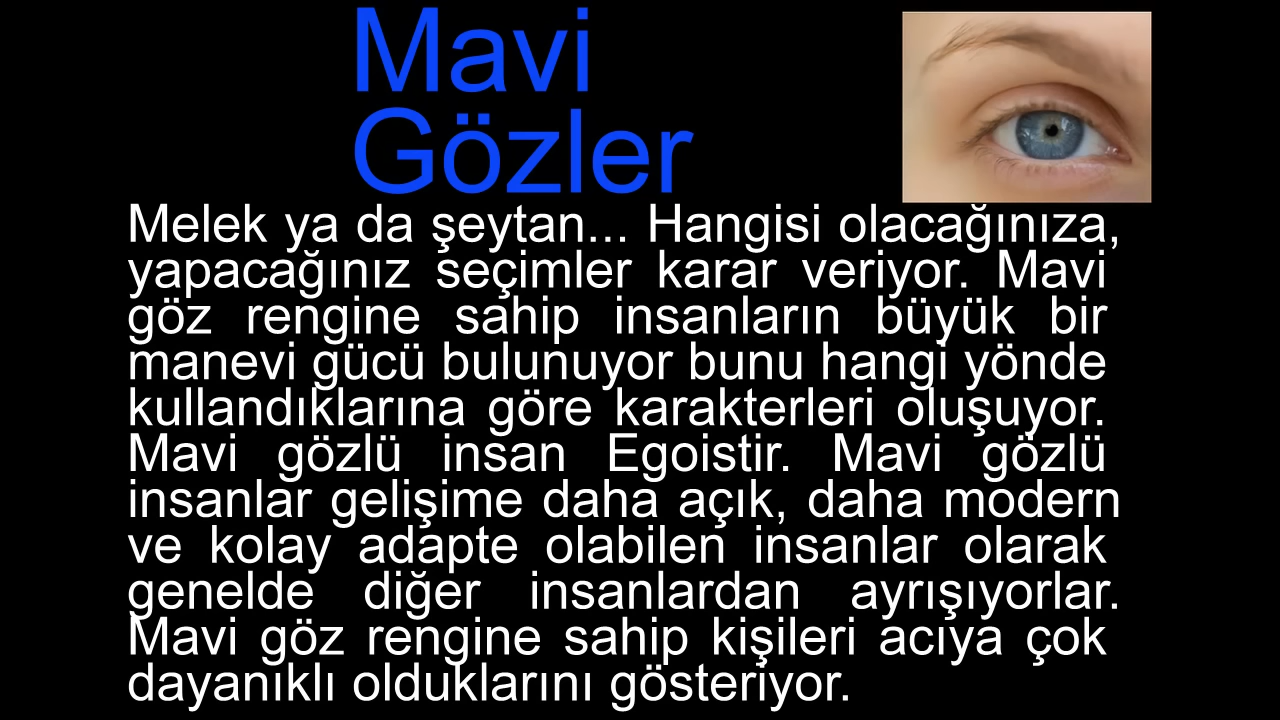 Mavi
Gözler
Melek ya da şeytan... Hangisi olacağınıza,
yapacağınız seçimler karar veriyor. Mavi
göz rengine sahip insanların büyük bir
manevi gücü bulunuyor bunu hangi yönde
kullandıklarına göre karakterleri oluşuyor.
Mavi gözlü insan Egoistir. Mavi gözlü
insanlar gelişime daha açık, daha modern
ve kolay adapte olabilen insanlar olarak
genelde diğer insanlardan ayrışıyorlar.
Mavi göz rengine sahip kişileri acıya çok
dayanıklı olduklarını gösteriyor.